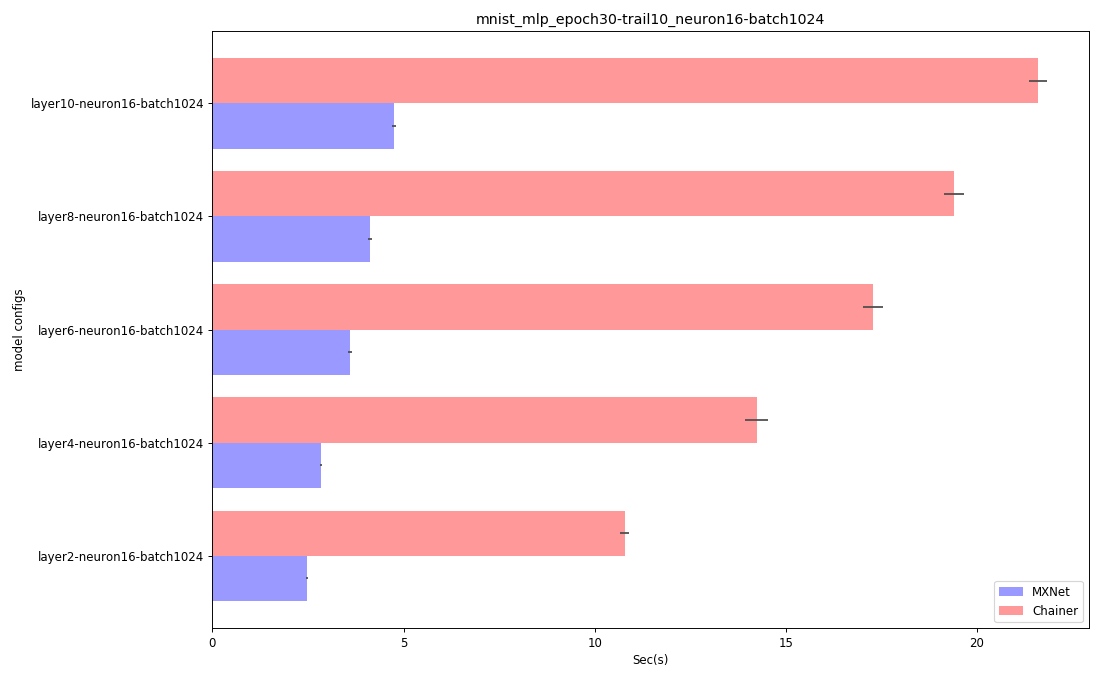 mnist_mlp_epoch30-trail10_neuron16-batch1024
model configs
layer10-neuron16-batch1024
layer8-neuron16-batch1024
layer6-neuron16-batch1024
layer4-neuron16-batch1024
layer2-neuron16-batch1024
MXNet
Chainer
0 5 10 15 20
Sec(s)